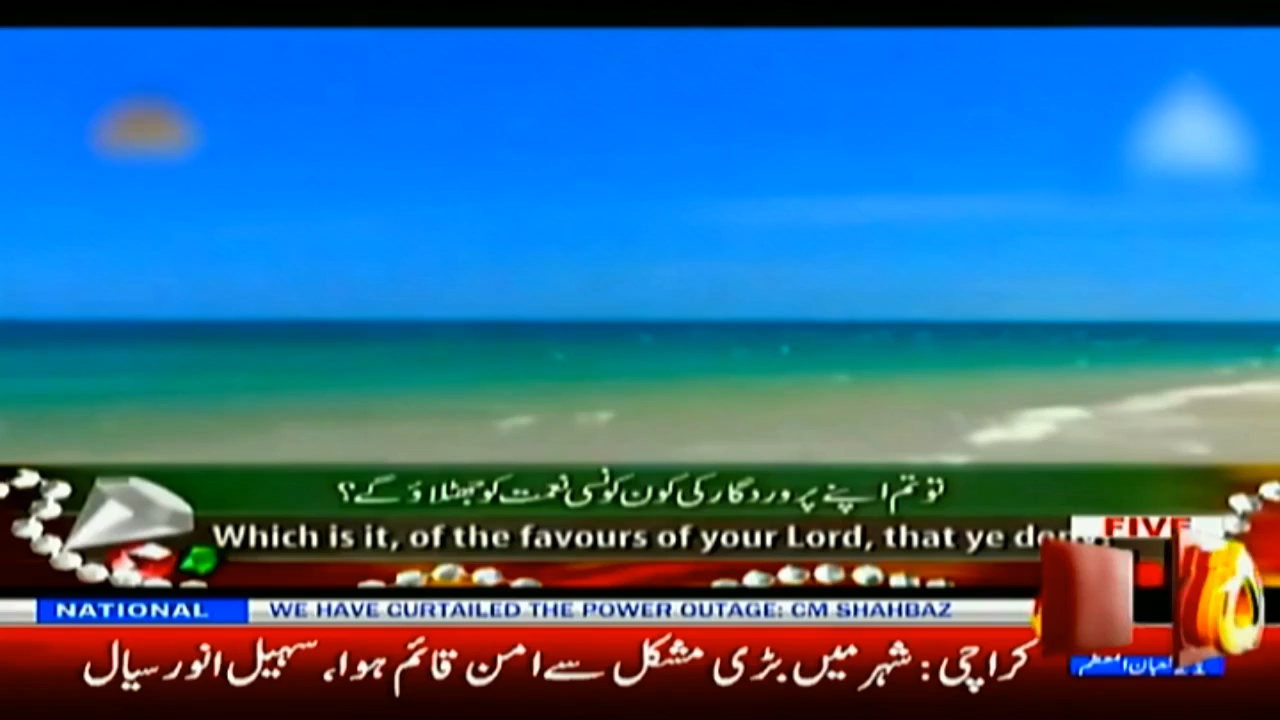 تو تم اپنے پروردگار کی کون کونسی نعمت کو جھٹلاؤ گے؟
Which is it, of the favours of your Lord, that ye deny?
FIVE
NATIONAL WE HAVE CURTAILED THE POWER OUTAGE: CM SHAHBAZ
کراچی: شہر میں بڑی مشکل سے امن قائم ہوا، سہیل انور سیال